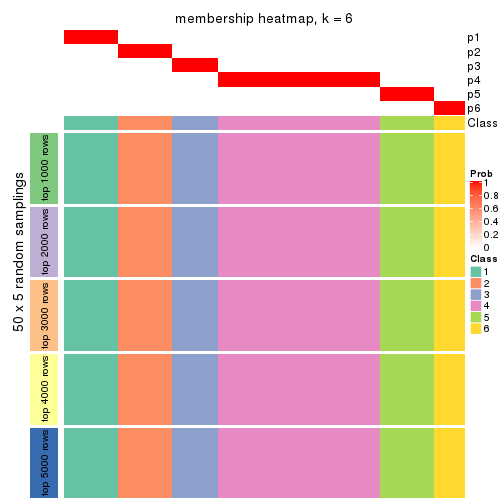 membership heatmap, k = 6
p1
p2
p3
p4
p5
p6
Class
50 x 5 random samplings
top 1000 rows
top 2000 rows
top 3000 rows
top 4000 rows
top 5000 rows
Prob
1
0.8
0.6
0.4
0.2
0
Class
1
2
3
4
5
6